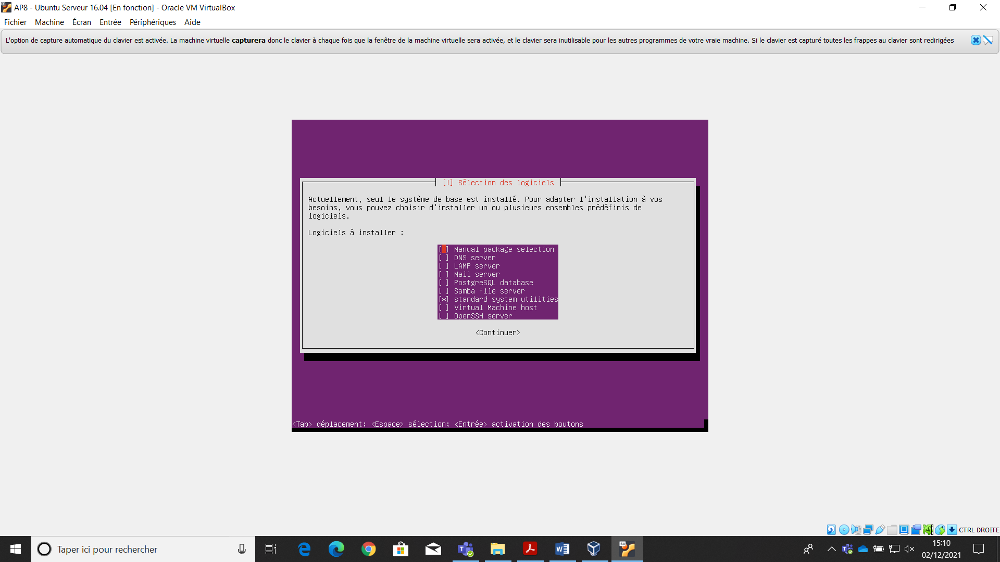 AP8 - Ubuntu Serveur 16.04 [En fonction] - Oracle VM VirtualBox
Fichier Machine Écran Entrée Périphériques Aide
L'option de capture automatique du clavier est activée. La machine virtuelle capturera donc le clavier à chaque fois que la fenêtre de la machine virtuelle sera activée, et le clavier sera inutilisable pour les autres programmes de votre vraie machine. Si le clavier est capturé toutes les frappes au clavier sont redirigées
[!] Sélection des logiciels
Actuellement, seul le système de base est installé. Pour adapter l'installation à vos
besoins, vous pouvez choisir d'installer un ou plusieurs ensembles prédéfinis de
logiciels.
Logiciels à installer :
[ ] Manual package selection
[ ] DNS server
[ ] LAMP server
[ ] Mail server
[ ] PostgreSQL database
[ ] Samba file server
[*] standard system utilities
[ ] Virtual Machine host
[ ] OpenSSH server
<Continuer>
<Tab> déplacement; <Espace> sélection; <Entrée> activation des boutons
CTRL DROITE
Taper ici pour rechercher
15:10
02/12/2021